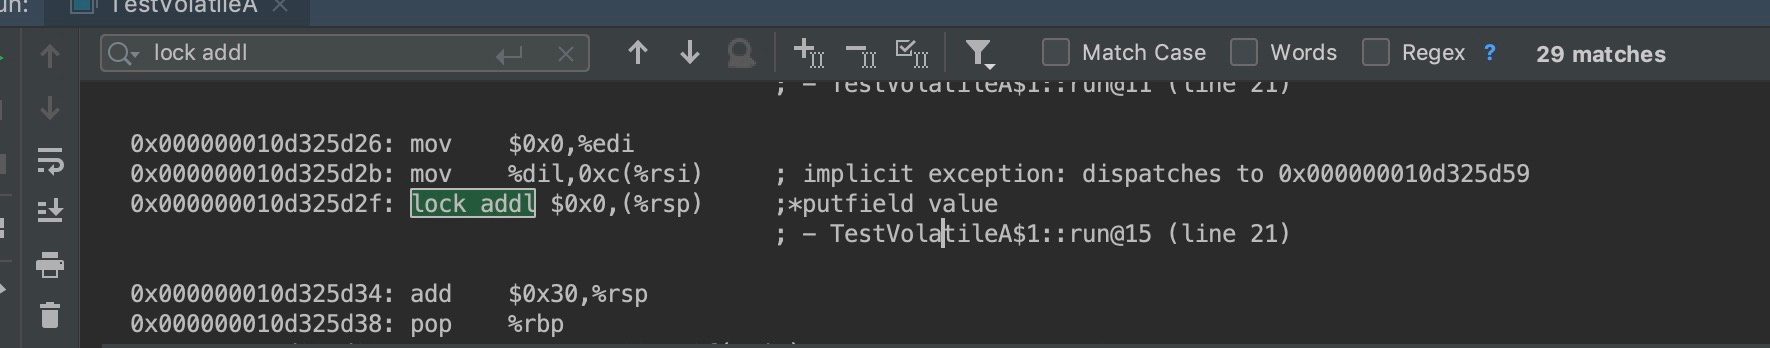 un: TestVolatileA
lock addl Match Case Words Regex ? 29 matches
; - TestVolatileA$1::run@11 (line 21)
0x000000010d325d26: mov $0x0,%edi
0x000000010d325d2b: mov %dil,0xc(%rsi) ; implicit exception: dispatches to 0x000000010d325d59
0x000000010d325d2f: lock addl $0x0,(%rsp) ;*putfield value
; - TestVolatileA$1::run@15 (line 21)
0x000000010d325d34: add $0x30,%rsp
0x000000010d325d38: pop %rbp